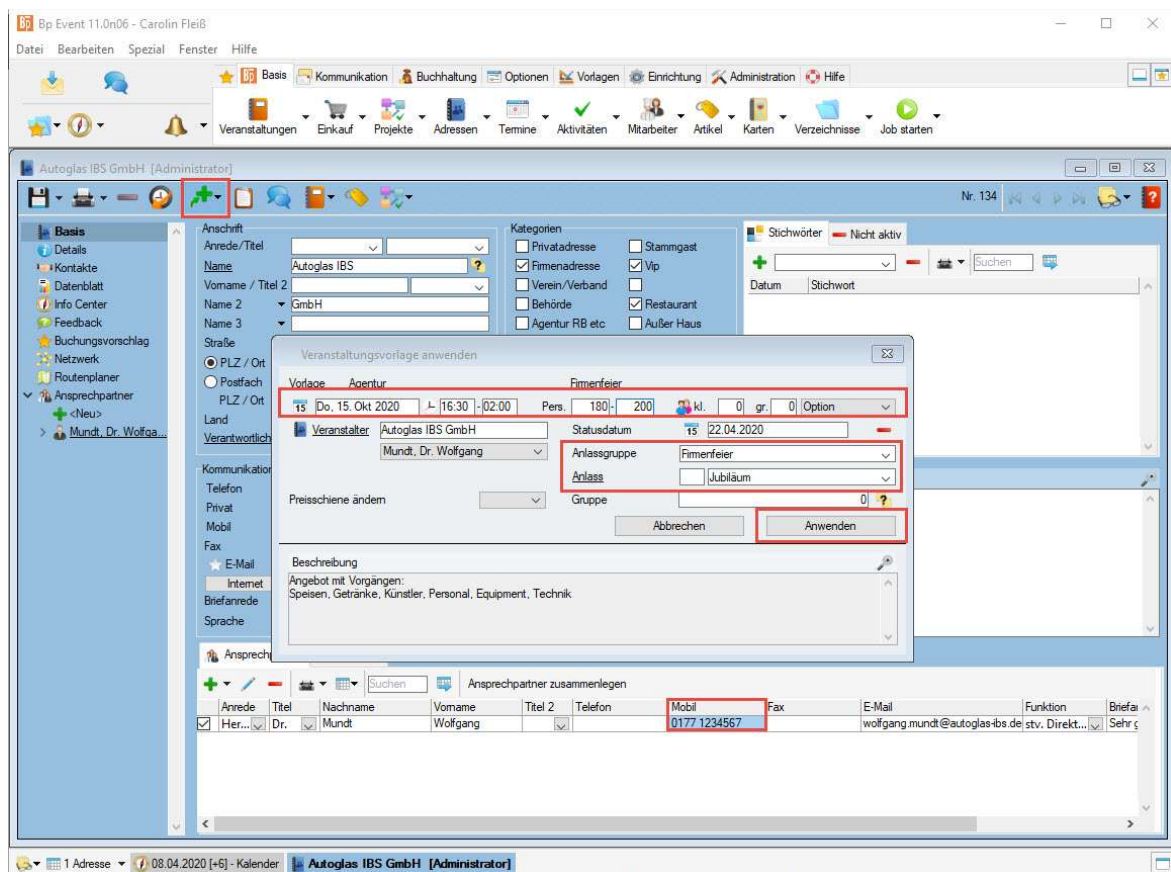 Bp Event 11.0n06 - Carolin Fleiß
Datei Bearbeiten Spezial Fenster Hilfe
Bp Basis Kommunikation Buchhaltung Optionen Vorlagen Einrichtung Administration Hilfe
Veranstaltungen Einkauf Projekte Adressen Termine Aktivitäten Mitarbeiter Artikel Karten Verzeichnisse Job starten
Autoglas IBS GmbH [Administrator]
Nr. 134
Basis
Details
Kontakte
Datenblatt
Info Center
Feedback
Buchungsvorschlag
Netzwerk
Routenplaner
Ansprechpartner
<Neu>
Mundt, Dr. Wolfga...
Anschrift
Anrede/Titel
Name Autoglas IBS ?
Vorname / Titel 2
Name 2 GmbH
Name 3
Straße
PLZ / Ort
Postfach
PLZ / Ort
Land
Verantwortlich
Kategorien
Privatadresse Stammgast
Firmenadresse Vip
Verein/Verband
Behörde Restaurant
Agentur RB etc Außer Haus
Stichwörter Nicht aktiv
Suchen
Datum Stichwort
Kommunikation
Telefon
Privat
Mobil
Fax
E-Mail
Internet
Briefanrede
Sprache
Veranstaltungsvorlage anwenden
Vorlage Agentur Firmenfeier
15 Do, 15. Okt 2020 16:30 - 02:00 Pers. 180 - 200 kl. 0 gr. 0 Option
Veranstalter Autoglas IBS GmbH Statusdatum 15 22.04.2020
Mundt, Dr. Wolfgang Anlassgruppe Firmenfeier
Anlass Jubiläum
Preisschiene ändern Gruppe 0 ?
Abbrechen Anwenden
Beschreibung
Angebot mit Vorgängen:
Speisen, Getränke, Künstler, Personal, Equipment, Technik
Ansprechp
Suchen Ansprechpartner zusammenlegen
Anrede Titel Nachname Vorname Titel 2 Telefon Mobil Fax E-Mail Funktion Briefa
Her... Dr. Mundt Wolfgang 0177 1234567 wolfgang.mundt@autoglas-ibs.de stv. Direkt... Sehr g
1 Adresse 08.04.2020 [+6] - Kalender Autoglas IBS GmbH [Administrator]